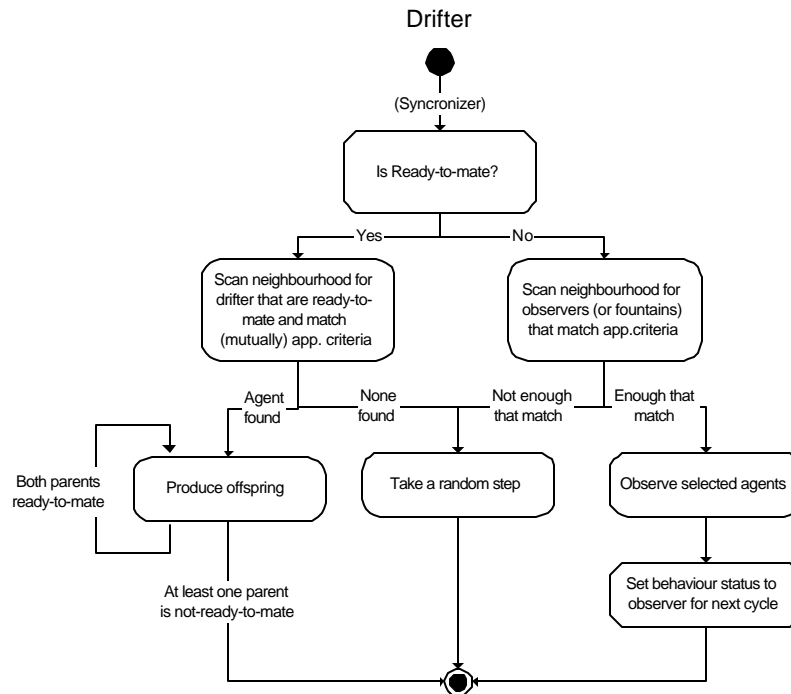 Drifter
(Syncronizer)
Is Ready-to-mate?
Yes
No
Scan neighbourhood for
drifter that are ready-to-
mate and match
(mutually) app. criteria
Scan neighbourhood for
observers (or fountains)
that match app.criteria
Agent
found
None
found
Not enough
that match
Enough that
match
Both parents
ready-to-mate
Produce offspring
Take a random step
Observe selected agents
At least one parent
is not-ready-to-mate
Set behaviour status to
observer for next cycle